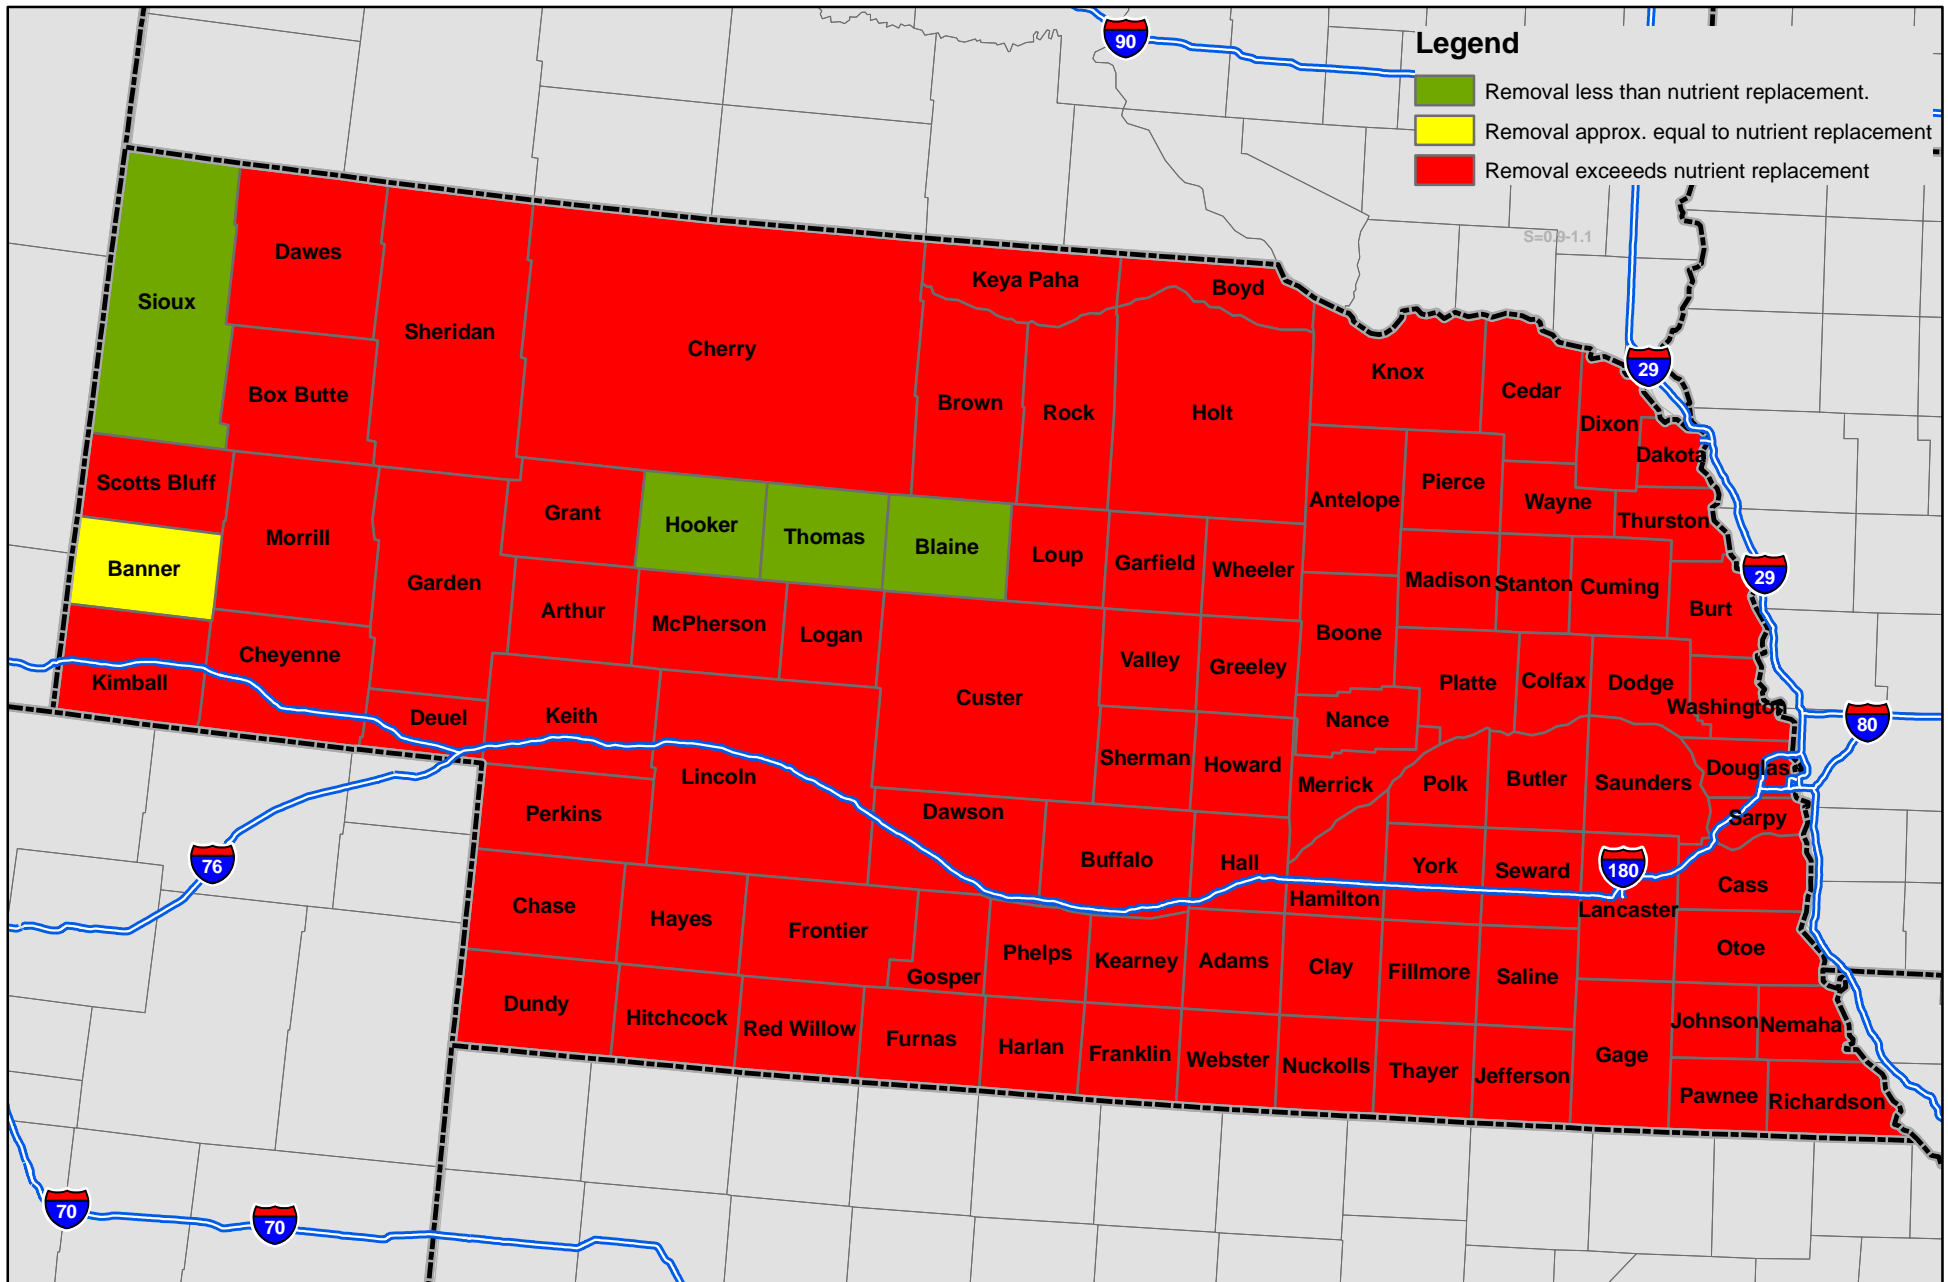 90
Legend
Removal less than nutrient replacement.
Removal approx. equal to nutrient replacement
Removal exceeeds nutrient replacement
S=0.9-1.1
Dawes
Keya Paha
Boyd
Sioux
Sheridan
Cherry
Knox
29
Box Butte
Brown
Rock
Holt
Cedar
Dixon
Dakota
Scotts Bluff
Grant
Hooker
Thomas
Blaine
Antelope
Pierce
Wayne
Thurston
Morrill
Banner
Garden
Loup
Garfield
Wheeler
Madison
Stanton
Cuming
29
Burt
Arthur
McPherson
Logan
Boone
Cheyenne
Valley
Greeley
Kimball
Deuel
Keith
Custer
Platte
Colfax
Dodge
Washington
Nance
80
Lincoln
Sherman
Howard
Merrick
Polk
Butler
Saunders
Douglas
Perkins
Dawson
Sarpy
76
Buffalo
Hall
York
Seward
180
Cass
Chase
Hayes
Frontier
Hamilton
Lancaster
Phelps
Kearney
Adams
Clay
Fillmore
Saline
Otoe
Gosper
Dundy
Hitchcock
Red Willow
Furnas
Harlan
Franklin
Webster
Nuckolls
Thayer
Jefferson
Gage
Johnson
Nemaha
Pawnee
Richardson
70
70